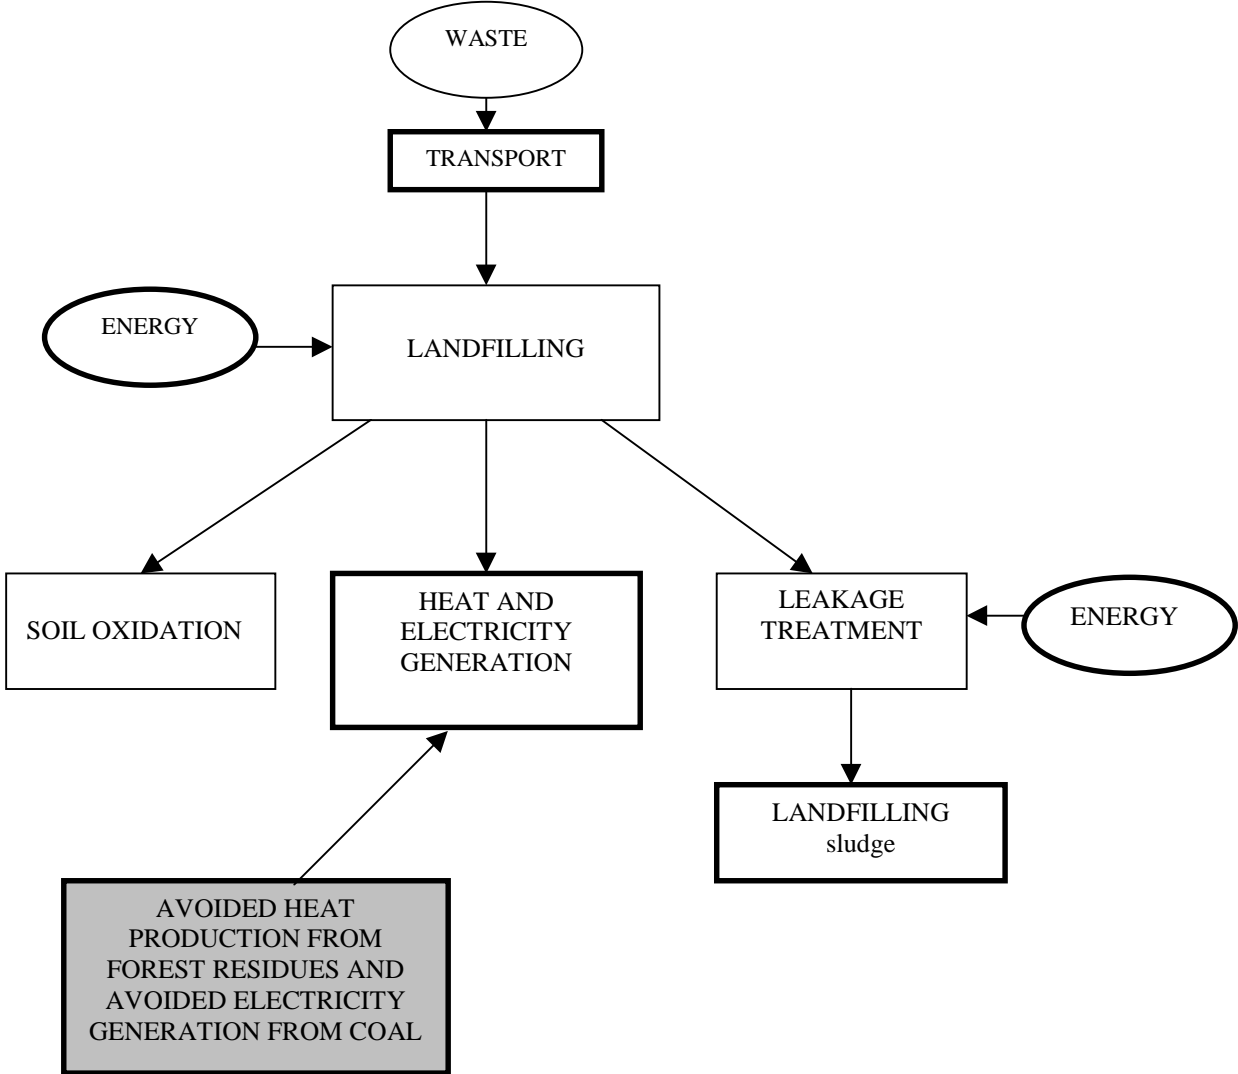 WASTE
TRANSPORT
ENERGY
LANDFILLING
SOIL OXIDATION
HEAT AND
ELECTRICITY
GENERATION
LEAKAGE
TREATMENT
ENERGY
LANDFILLING
sludge
AVOIDED HEAT
PRODUCTION FROM
FOREST RESIDUES AND
AVOIDED ELECTRICITY
GENERATION FROM COAL